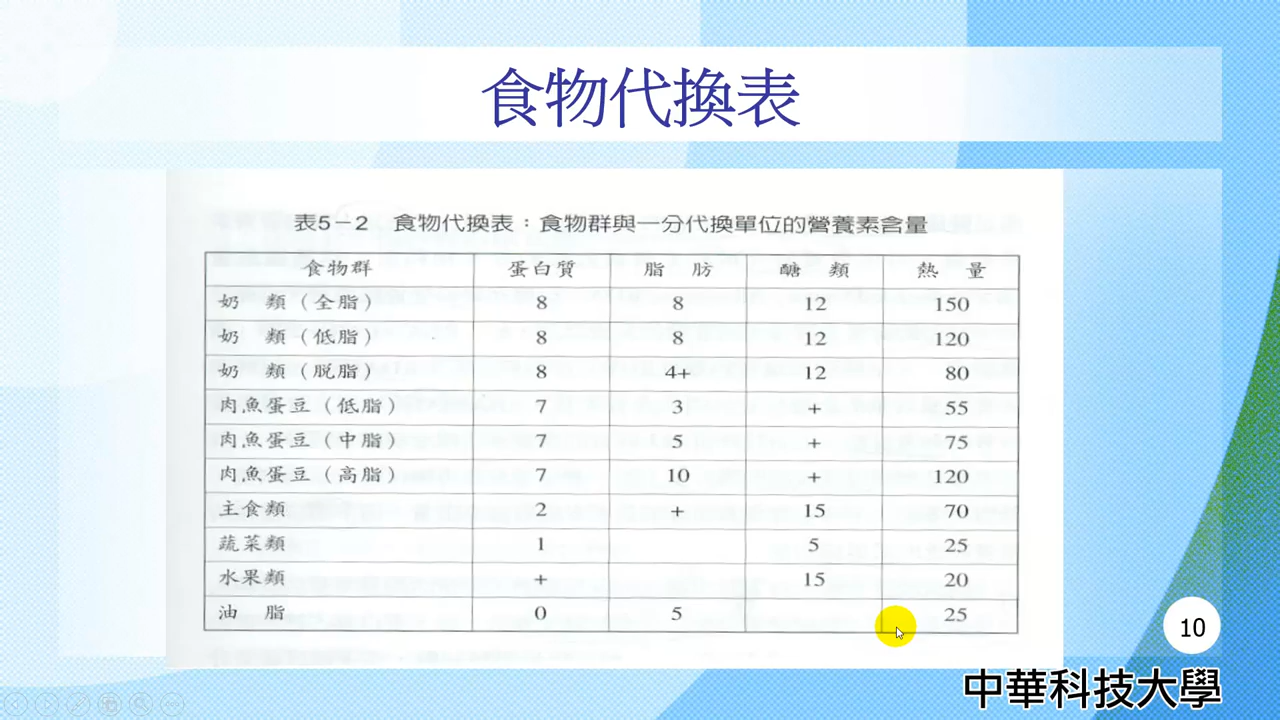 食物代換表
表5-2 食物代換表：食物群與一分代換單位的營養素含量
食物群 蛋白質 脂 肪 醣 類 熱 量
奶 類（全脂） 8 8 12 150
奶 類（低脂） 8 8 12 120
奶 類（脫脂） 8 4+ 12 80
肉魚蛋豆（低脂） 7 3 + 55
肉魚蛋豆（中脂） 7 5 + 75
肉魚蛋豆（高脂） 7 10 + 120
主食類 2 + 15 70
蔬菜類 1 5 25
水果類 + 15 20
油 脂 0 5 25
10
中華科技大學